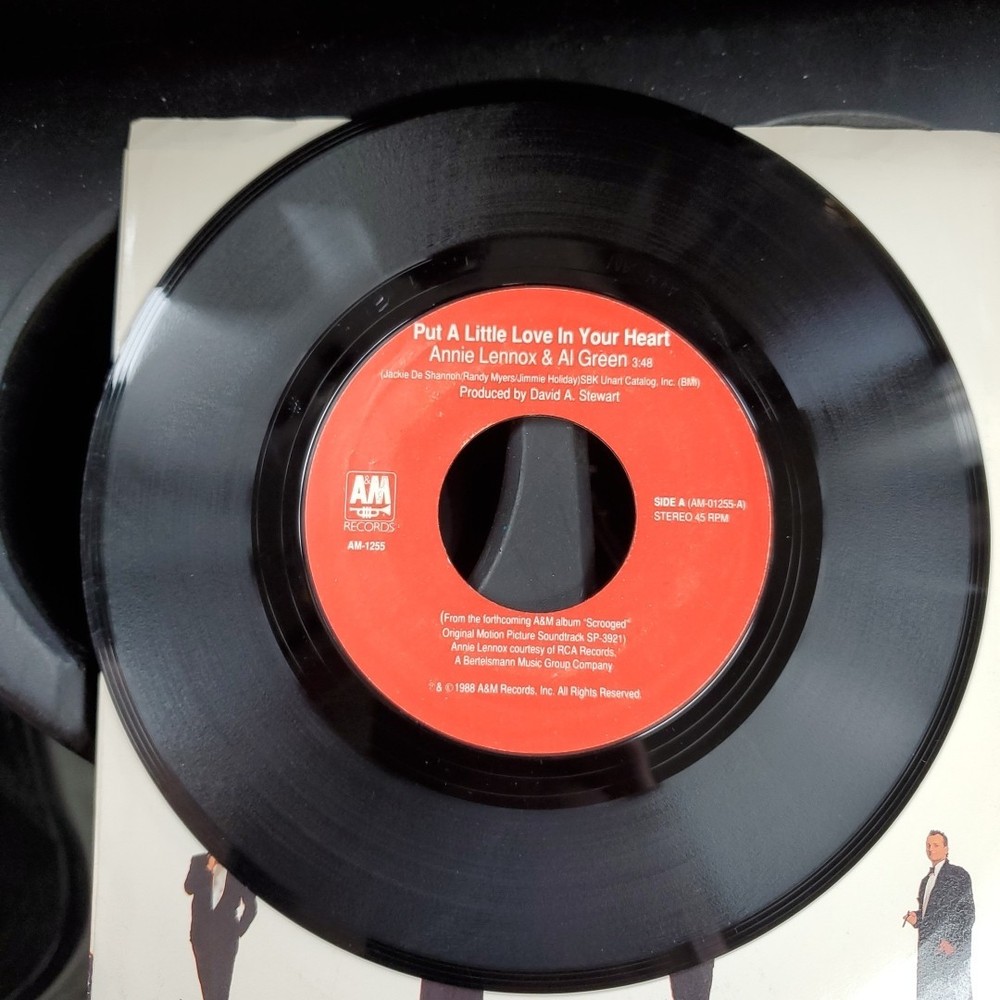 Put A Little Love In Your Heart
Annie Lennox & Al Green 3:48
(Jackie De Shannon/Randy Myers/Jimmie Holiday)SBK Unart Catalog, Inc. (BMI)
Produced by David A. Stewart
A&M
RECORDS
AM-1255
SIDE A (AM-01255-A)
STEREO 45 RPM
(From the forthcoming A&M album "Scrooged"
Original Motion Picture Soundtrack SP-3921)
Annie Lennox courtesy of RCA Records,
A Bertelsmann Music Group Company
℗ & © 1988 A&M Records, Inc. All Rights Reserved.